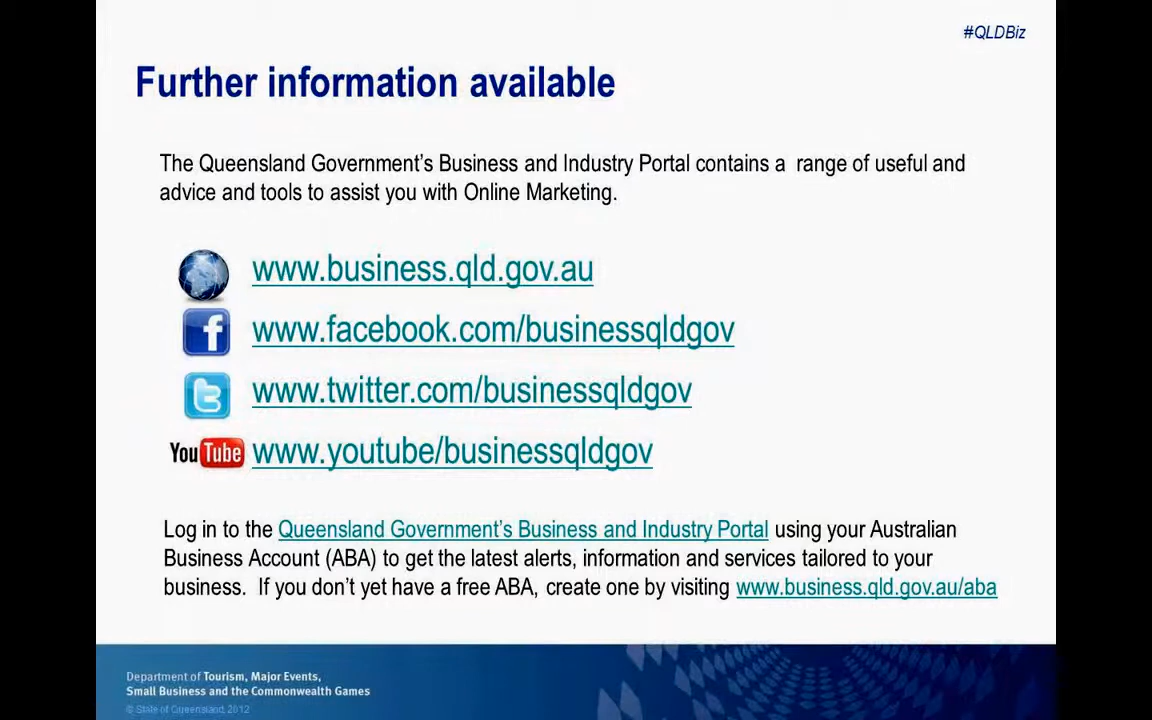 #QLDBiz
Further information available
The Queensland Government’s Business and Industry Portal contains a  range of useful and
advice and tools to assist you with Online Marketing.
www.business.qld.gov.au
f www.facebook.com/businessqldgov
t www.twitter.com/businessqldgov
YouTube www.youtube/businessqldgov
Log in to the Queensland Government’s Business and Industry Portal using your Australian
Business Account (ABA) to get the latest alerts, information and services tailored to your
business.  If you don’t yet have a free ABA, create one by visiting www.business.qld.gov.au/aba
Department of Tourism, Major Events,
Small Business and the Commonwealth Games
© State of Queensland, 2012